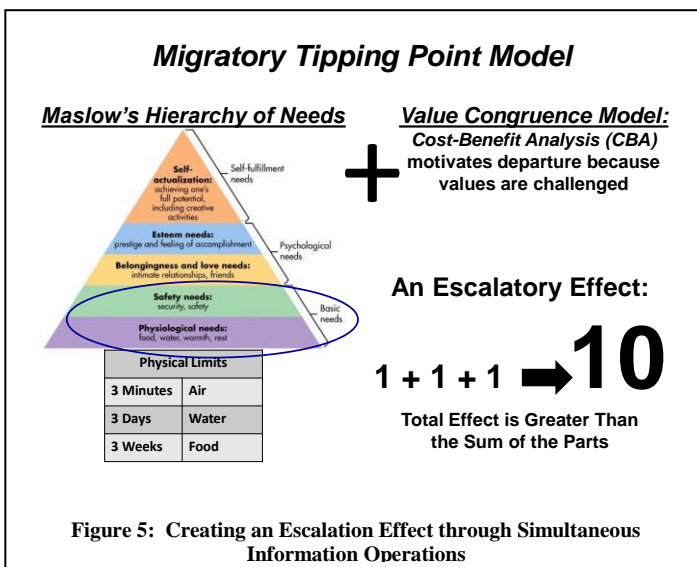 Migratory Tipping Point Model
Maslow's Hierarchy of Needs
Self-
actualization:
achieving one's
full potential,
including creative
activities
Esteem needs:
prestige and feeling of accomplishment
Belongingness and love needs:
intimate relationships, friends
Safety needs:
security, safety
Physiological needs:
food, water, warmth, rest
Self-fulfillment
needs
Psychological
needs
Basic
needs
Physical Limits
3 Minutes Air
3 Days Water
3 Weeks Food
+
Value Congruence Model:
Cost-Benefit Analysis (CBA)
motivates departure because
values are challenged
An Escalatory Effect:
1 + 1 + 1 ➡ 10
Total Effect is Greater Than
the Sum of the Parts
Figure 5: Creating an Escalation Effect through Simultaneous
Information Operations